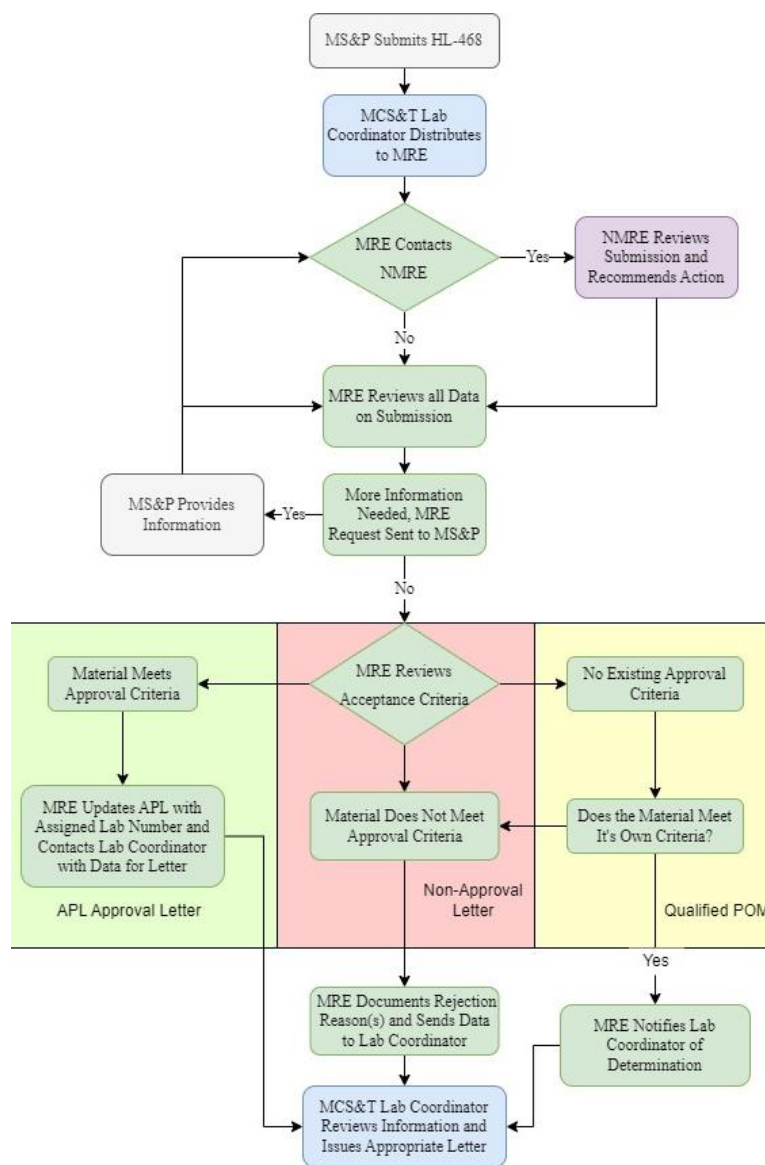 MS&P Submits HL-468
MCS&T Lab
Coordinator Distributes
to MRE
MRE Contacts
NMRE
Yes
NMRE Reviews
Submission and
Recommends Action
No
MRE Reviews all Data
on Submission
MS&P Provides
Information
Yes
More Information
Needed, MRE
Request Sent to MS&P
No
Material Meets
Approval Criteria
MRE Reviews
Acceptance Criteria
No Existing Approval
Criteria
MRE Updates APL with
Assigned Lab Number and
Contacts Lab Coordinator
with Data for Letter
Material Does Not Meet
Approval Criteria
Does the Material Meet
It's Own Criteria?
APL Approval Letter
Non-Approval
Letter
Qualified POM
Yes
MRE Documents Rejection
Reason(s) and Sends Data
to Lab Coordinator
MRE Notifies Lab
Coordinator of
Determination
MCS&T Lab Coordinator
Reviews Information and
Issues Appropriate Letter